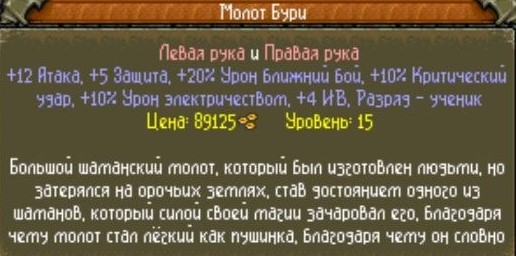 Молот Бури
Левая рука и Правая рука
+12 Атака, +5 Защита, +20% Урон ближний бой, +10% Критический
удар, +10% Урон электричеством, +4 ИВ, Разряд - ученик
Цена: 89125 Уровень: 15
Большой шаманский молот, который был изготовлен людьми, но
затерялся на орочьих землях, став достоянием одного из
шаманов, который силой своей магии зачаровал его, благодаря
чему молот стал лёгкий как пушинка, благодаря чему он словно